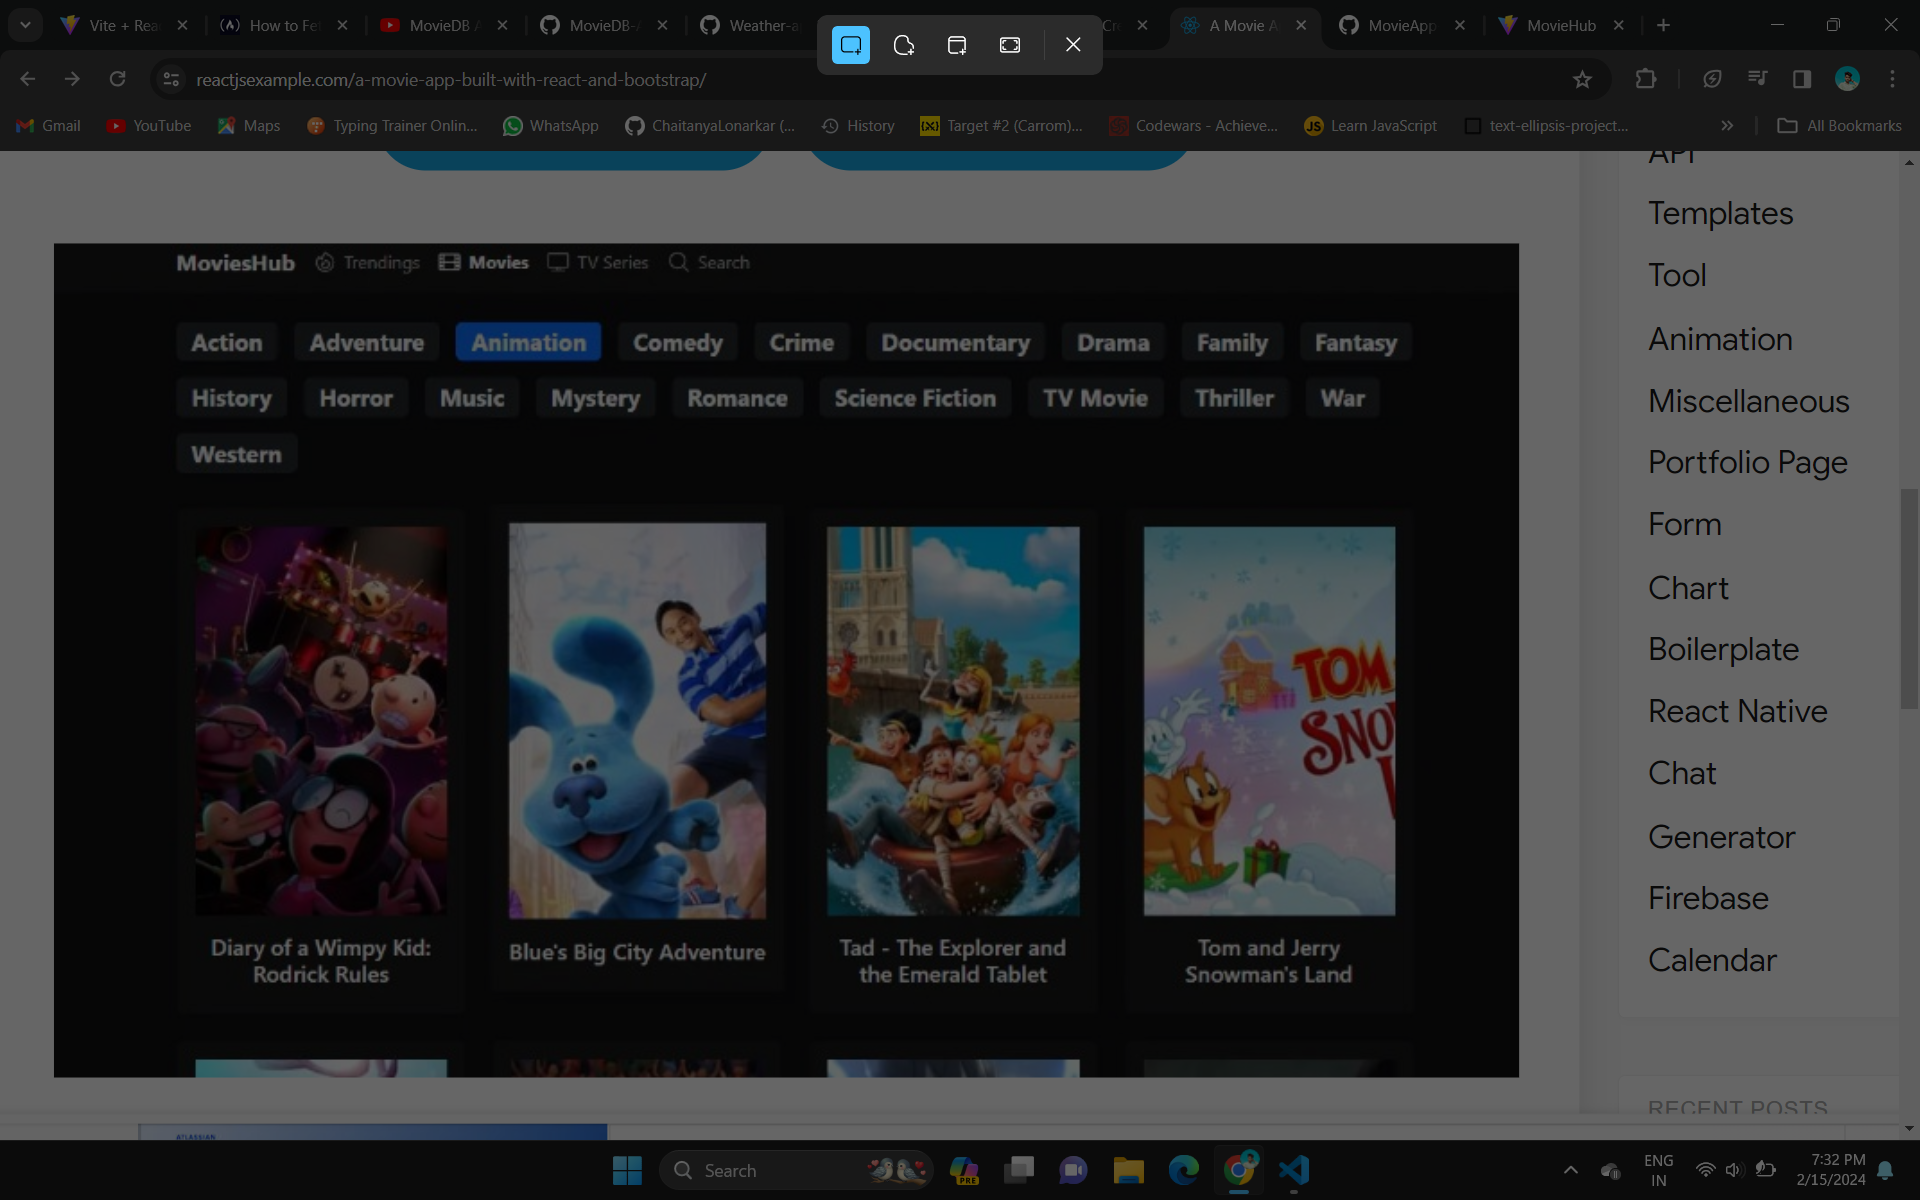 Vite + Rea
How to Fet
MovieDB A
MovieDB-A
Weather-a
Cre
A Movie A
MovieApp
MovieHub
reactjsexample.com/a-movie-app-built-with-react-and-bootstrap/
Gmail
YouTube
Maps
Typing Trainer Onlin...
WhatsApp
ChaitanyaLonarkar (...
History
Target #2 (Carrom)...
Codewars - Achieve...
JS
Learn JavaScript
text-ellipsis-project...
All Bookmarks
MoviesHub
Trendings
Movies
TV Series
Search
Action
Adventure
Animation
Comedy
Crime
Documentary
Drama
Family
Fantasy
History
Horror
Music
Mystery
Romance
Science Fiction
TV Movie
Thriller
War
Western
TOM
SNOW
Diary of a Wimpy Kid:
Rodrick Rules
Blue's Big City Adventure
Tad - The Explorer and
the Emerald Tablet
Tom and Jerry
Snowman's Land
API
Templates
Tool
Animation
Miscellaneous
Portfolio Page
Form
Chart
Boilerplate
React Native
Chat
Generator
Firebase
Calendar
RECENT POSTS
ATLASSIAN
Search
PRE
ENG
IN
7:32 PM
2/15/2024